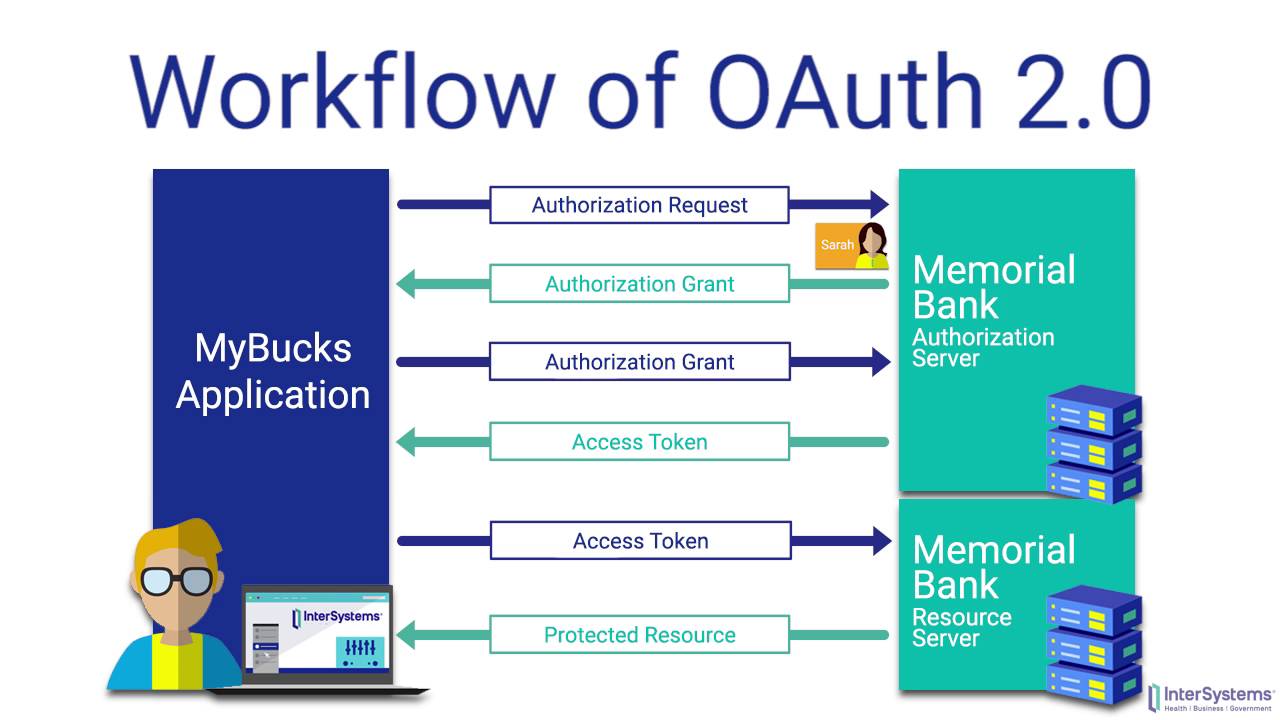 Workflow of OAuth 2.0
MyBucks
Application
Authorization Request
Sarah
Authorization Grant
Authorization Grant
Access Token
Access Token
Protected Resource
Memorial
Bank
Authorization
Server
Memorial
Bank
Resource
Server
InterSystems®
InterSystems®
Health | Business | Government